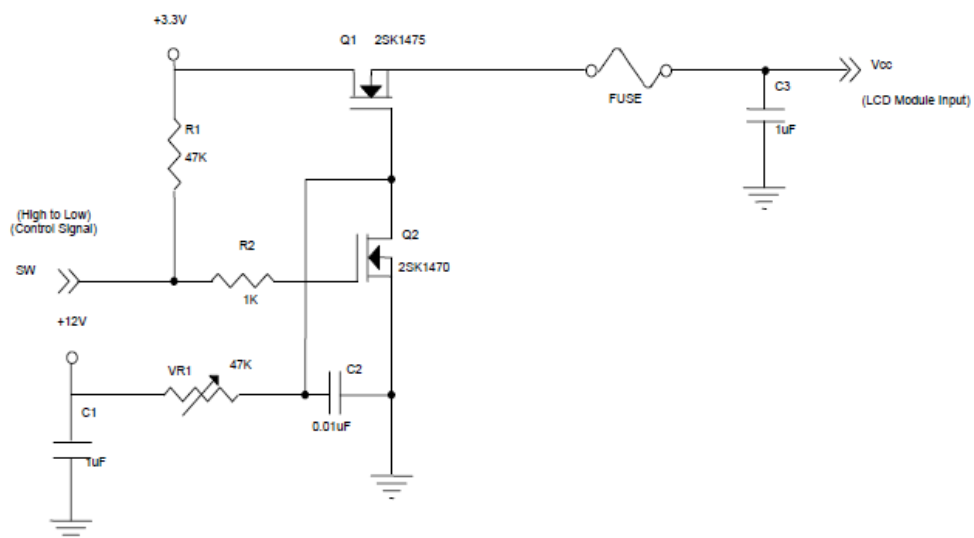 +3.3V
Q1 2SK1475
FUSE
Vcc
(LCD Module Input)
C3
1uF
R1
47K
(High to Low)
(Control Signal)
SW
R2
1K
Q2
2SK1470
+12V
VR1
47K
C2
0.01uF
C1
1uF